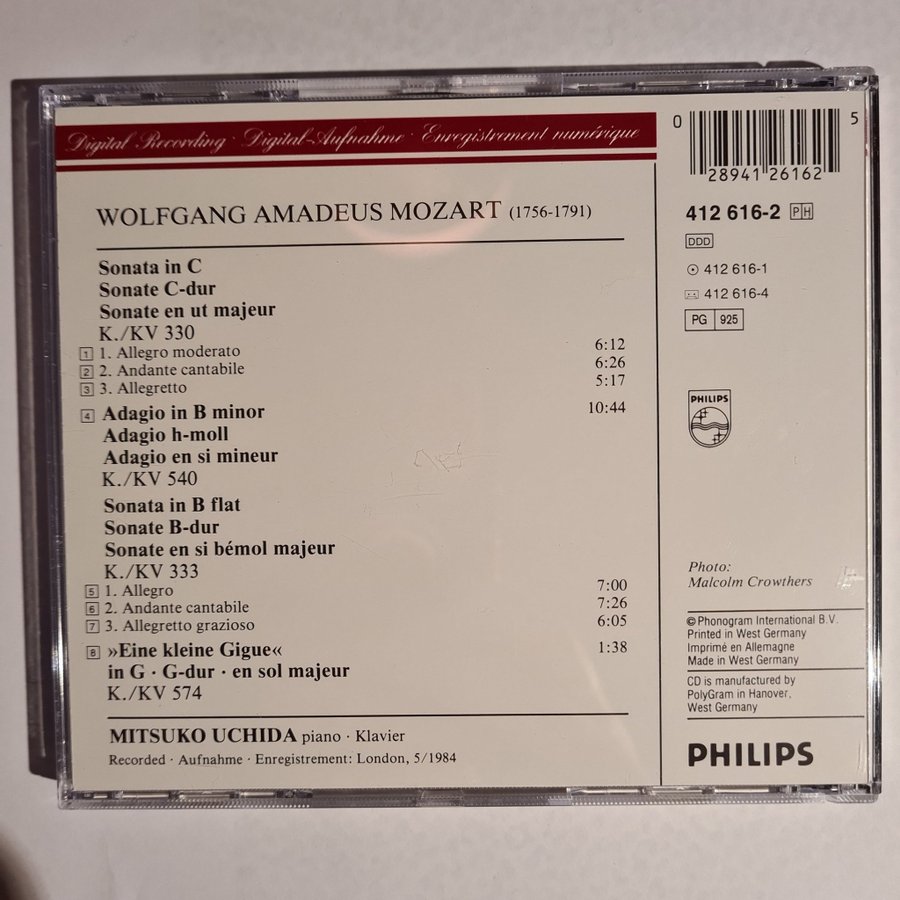 Digital Recording · Digital-Aufnahme · Enregistrement numérique
WOLFGANG AMADEUS MOZART (1756-1791)
Sonata in C
Sonate C-dur
Sonate en ut majeur
K./KV 330
1 1. Allegro moderato 6:12
2 2. Andante cantabile 6:26
3 3. Allegretto 5:17
4 Adagio in B minor 10:44
Adagio h-moll
Adagio en si mineur
K./KV 540
Sonata in B flat
Sonate B-dur
Sonate en si bémol majeur
K./KV 333
5 1. Allegro 7:00
6 2. Andante cantabile 7:26
7 3. Allegretto grazioso 6:05
8 »Eine kleine Gigue« 1:38
in G · G-dur · en sol majeur
K./KV 574
MITSUKO UCHIDA piano · Klavier
Recorded · Aufnahme · Enregistrement: London, 5/1984
0 28941 26162 5
412 616-2 PH
DDD
412 616-1
412 616-4
PG 925
PHILIPS
Photo:
Malcolm Crowthers
© Phonogram International B.V.
Printed in West Germany
Imprimé en Allemagne
Made in West Germany
CD is manufactured by
PolyGram in Hanover,
West Germany
PHILIPS